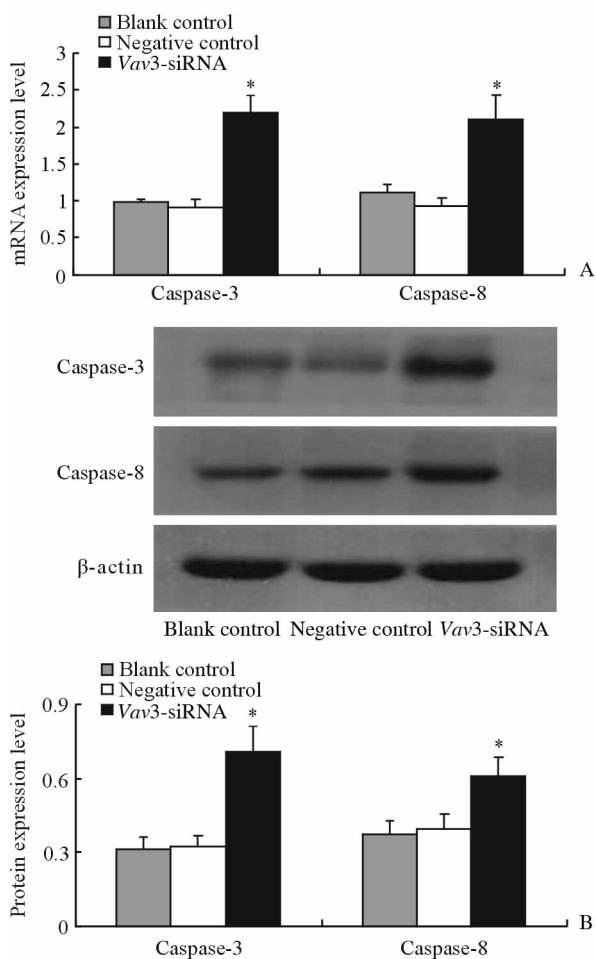 Blank control
Negative control
Vav3-siRNA
mRNA expression level
3
2.5
2
1.5
1
0.5
0
*
*
Caspase-3
Caspase-8
A
Caspase-3
Caspase-8
β-actin
Blank control Negative control Vav3-siRNA
Blank control
Negative control
Vav3-siRNA
Protein expression level
0.9
0.6
0.3
0
*
*
Caspase-3
Caspase-8
B